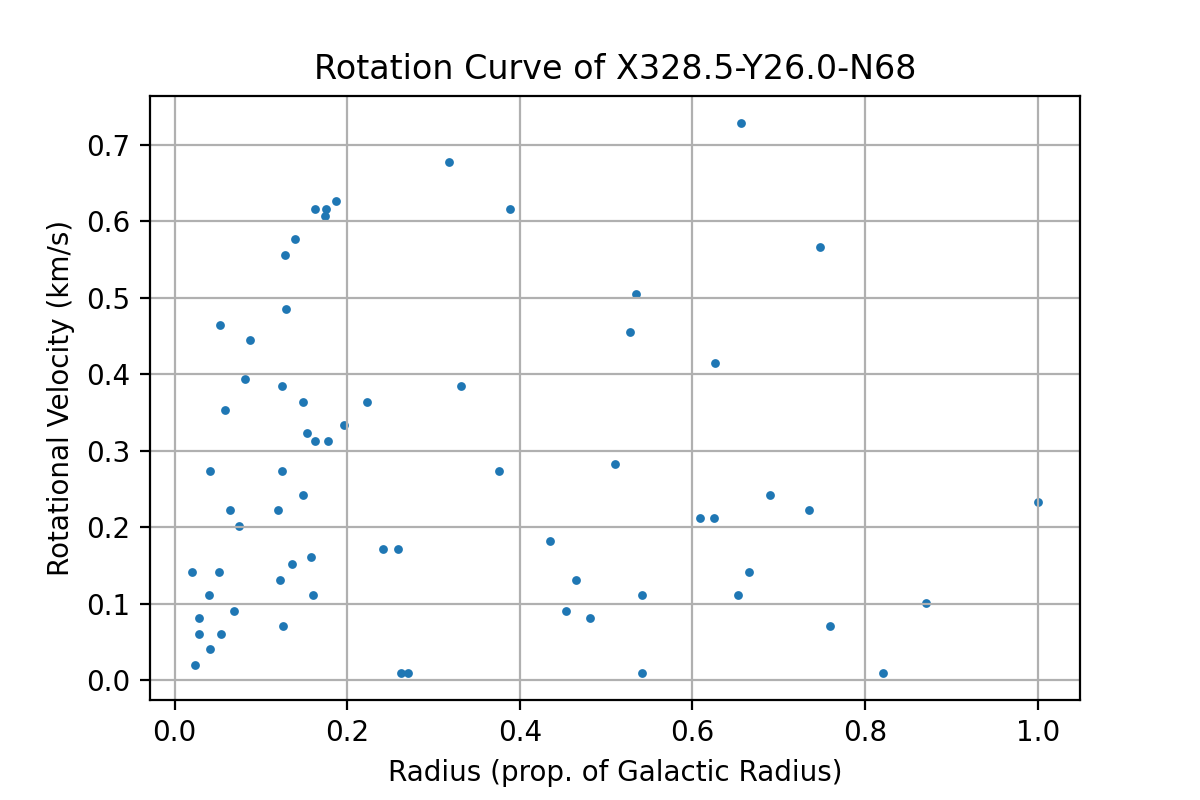 Rotation Curve of X328.5-Y26.0-N68
0.7
0.6
0.5
0.4
0.3
0.2
0.1
0.0
Rotational Velocity (km/s)
0.0 0.2 0.4 0.6 0.8 1.0
Radius (prop. of Galactic Radius)